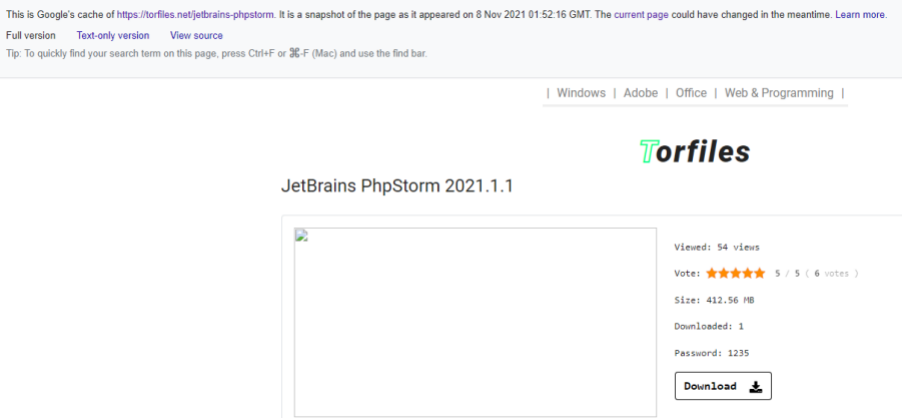 This is Google's cache of https://torfiles.net/jetbrains-phpstorm. It is a snapshot of the page as it appeared on 8 Nov 2021 01:52:16 GMT. The current page could have changed in the meantime. Learn more.
Full version Text-only version View source
Tip: To quickly find your search term on this page, press Ctrl+F or ⌘-F (Mac) and use the find bar.
| Windows | Adobe | Office | Web & Programming |
Torfiles
JetBrains PhpStorm 2021.1.1
Viewed: 54 views
Vote: 5 / 5 ( 6 votes )
Size: 412.56 MB
Downloaded: 1
Password: 1235
Download